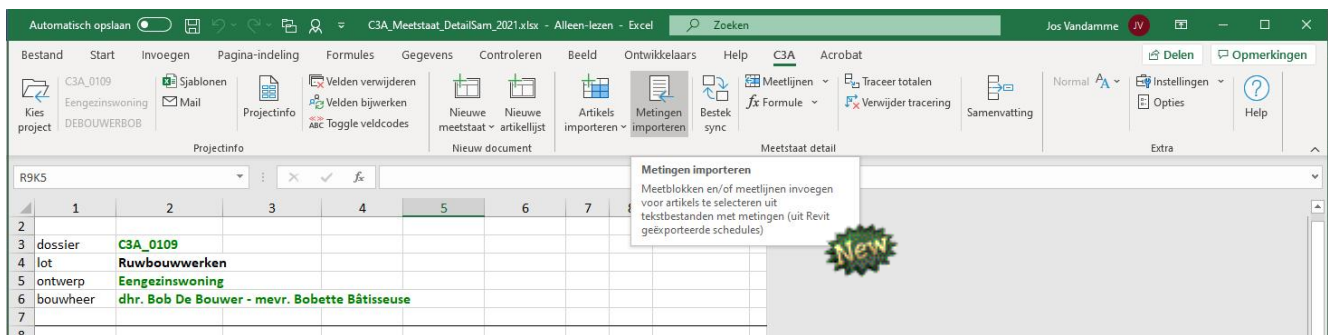 Automatisch opslaan C3A_Meetstaat_DetailSam_2021.xlsx - Alleen-lezen - Excel Zoeken Jos Vandamme JV
Bestand Start Invoegen Pagina-indeling Formules Gegevens Controleren Beeld Ontwikkelaars Help C3A Acrobat Delen Opmerkingen
C3A_0109 Sjablonen Velden verwijderen Meetlijnen Traceer totalen Normal Instellingen
Eengezinswoning Mail Velden bijwerken Formule Verwijder tracering Opties
DEBOUWERBOB Toggle veldcodes
Kies project
Projectinfo
Nieuwe meetstaat
Nieuwe artikellijst
Artikels importeren
Metingen importeren
Bestek sync
Samenvatting
Help
Projectinfo Nieuw document Meetstaat detail Extra
R9K5 fx
Metingen importeren
Meetblokken en/of meetlijnen invoegen
voor artikels te selecteren uit
tekstbestanden met metingen (uit Revit
geëxporteerde schedules)
New
1 2 3 4 5 6 7
2
3 dossier C3A_0109
4 lot Ruwbouwwerken
5 ontwerp Eengezinswoning
6 bouwheer dhr. Bob De Bouwer - mevr. Bobette Bâtisseuse
7